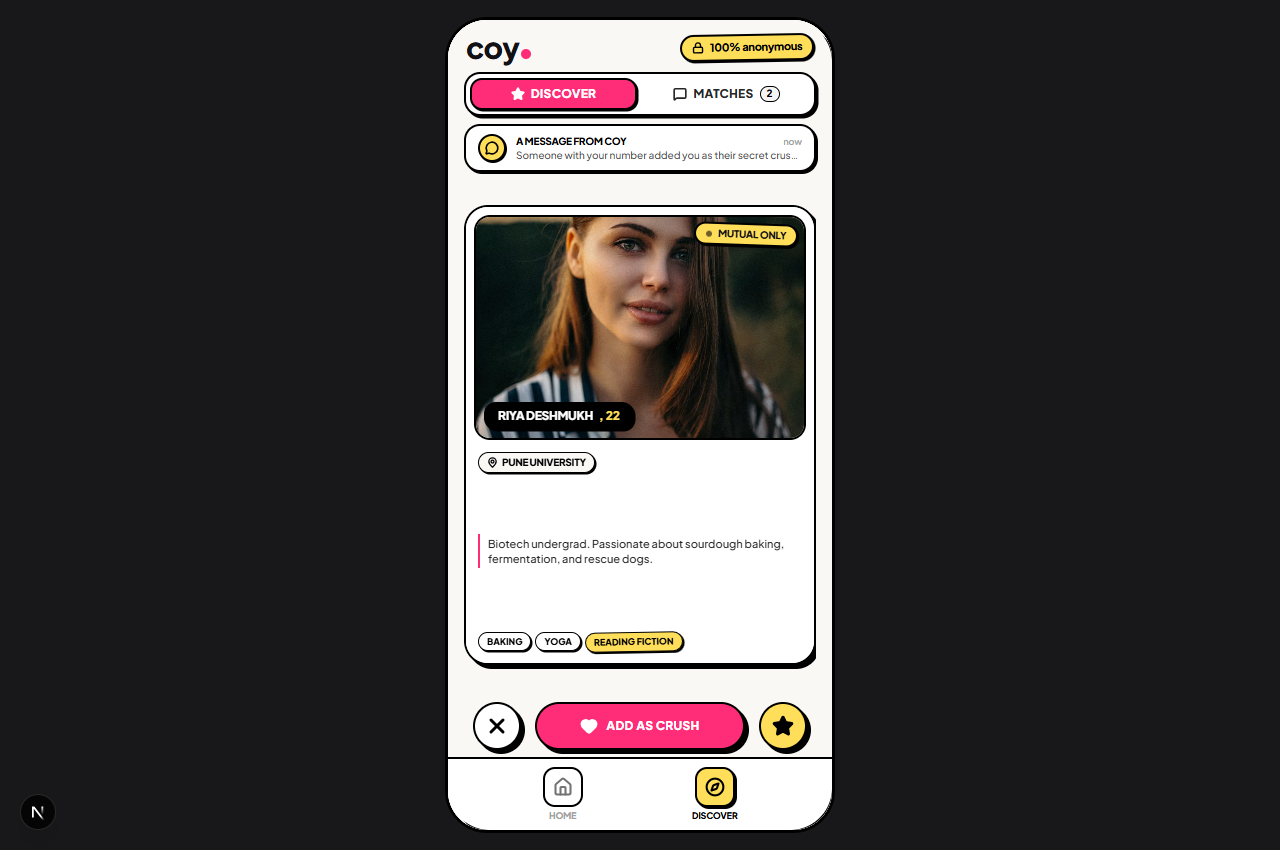 coy.
100% anonymous
DISCOVER
MATCHES 2
A MESSAGE FROM COY
now
Someone with your number added you as their secret crus...
MUTUAL ONLY
RIYA DESHMUKH , 22
PUNE UNIVERSITY
Biotech undergrad. Passionate about sourdough baking,
fermentation, and rescue dogs.
BAKING
YOGA
READING FICTION
ADD AS CRUSH
HOME
DISCOVER
N